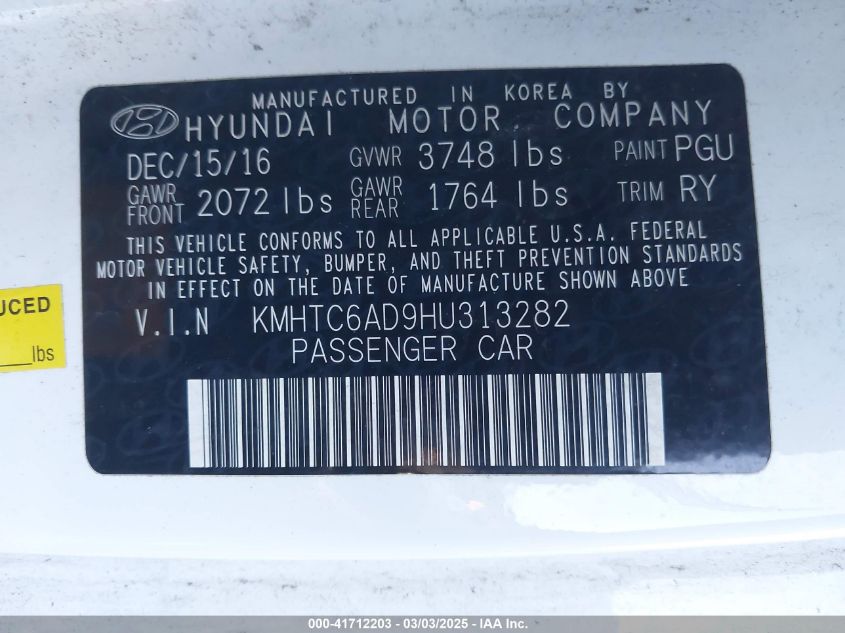 MANUFACTURED IN KOREA BY
HYUNDAI MOTOR COMPANY
DEC/15/16 GVWR 3748 lbs PAINT PGU
GAWR FRONT 2072 lbs GAWR REAR 1764 lbs TRIM RY
THIS VEHICLE CONFORMS TO ALL APPLICABLE U.S.A. FEDERAL
MOTOR VEHICLE SAFETY, BUMPER, AND THEFT PREVENTION STANDARDS
IN EFFECT ON THE DATE OF MANUFACTURE SHOWN ABOVE
V.I.N KMHTC6AD9HU313282
PASSENGER CAR
UCED
lbs
000-41712203 - 03/03/2025 - IAA Inc.